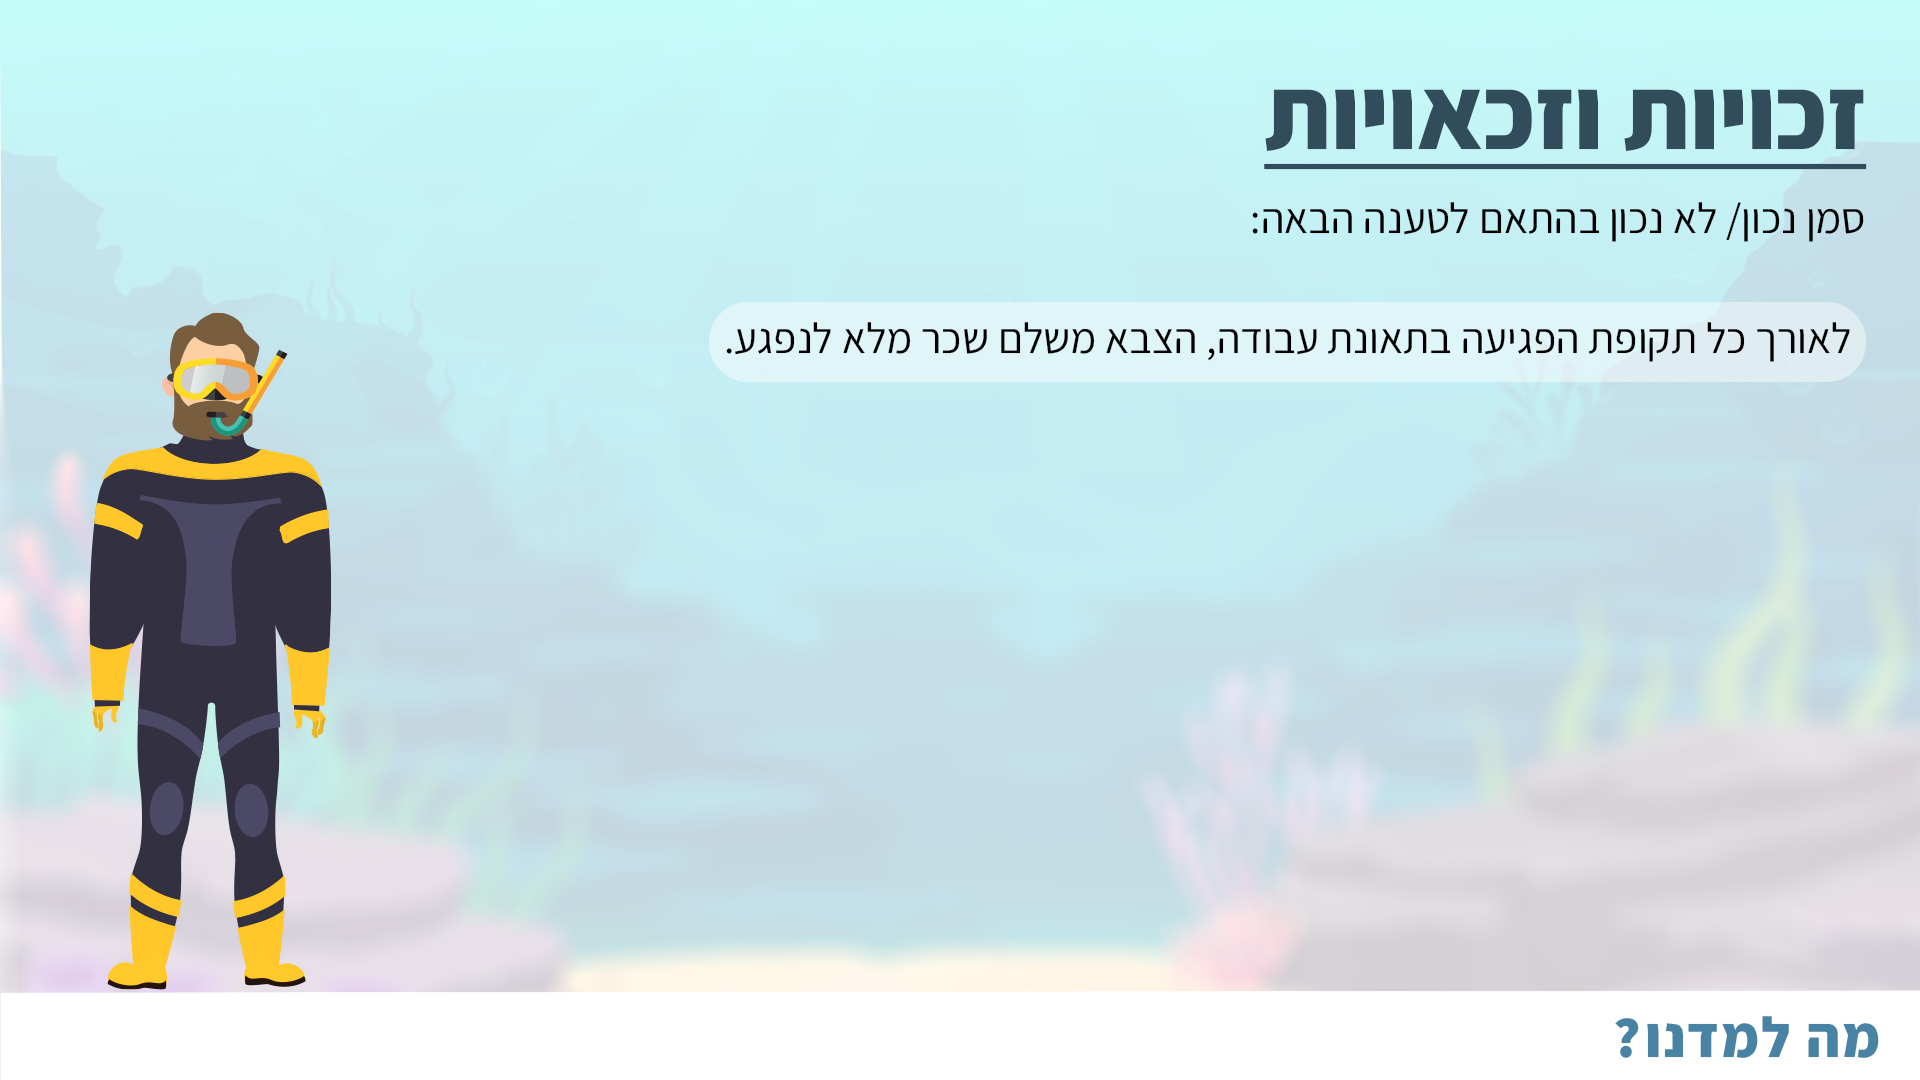 זכויות וזכאויות
סמן נכון/ לא נכון בהתאם לטענה הבאה:
לאורך כל תקופת הפגיעה בתאונת עבודה, הצבא משלם שכר מלא לנפגע.
מה למדנו?